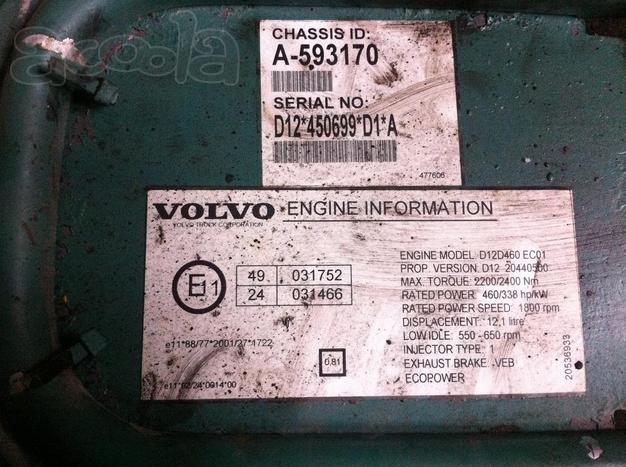 acoola
CHASSIS ID:
A-593170
SERIAL NO:
D12*450699*D1*A
477606
VOLVO ENGINE INFORMATION
VOLVO TRUCK CORPORATION
E11
49 031752
24 031466
e11*88/77*2001/27*1722
0.81
e11*92/24*0014*00
ENGINE MODEL: D12D460 EC01
PROP. VERSION: D12 20440500
MAX. TORQUE: 2200/2400 Nm
RATED POWER: 460/338 hp/kW
RATED POWER SPEED: 1800 rpm
DISPLACEMENT: 12,1 litre
LOW IDLE: 550 - 650 rpm
INJECTOR TYPE: 1
EXHAUST BRAKE: VEB
ECOPOWER
20536933